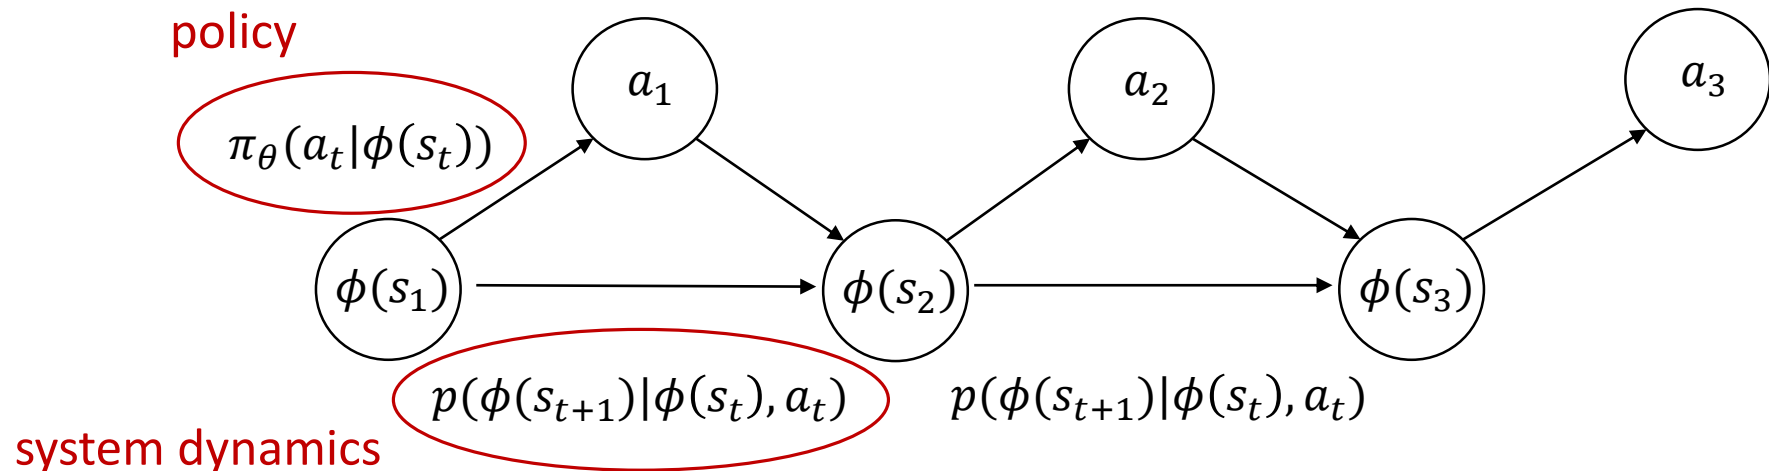 policy
a_1
a_2
a_3
π_θ(a_t|ϕ(s_t))
ϕ(s_1)
ϕ(s_2)
ϕ(s_3)
p(ϕ(s_{t+1})|ϕ(s_t), a_t)
p(ϕ(s_{t+1})|ϕ(s_t), a_t)
system dynamics